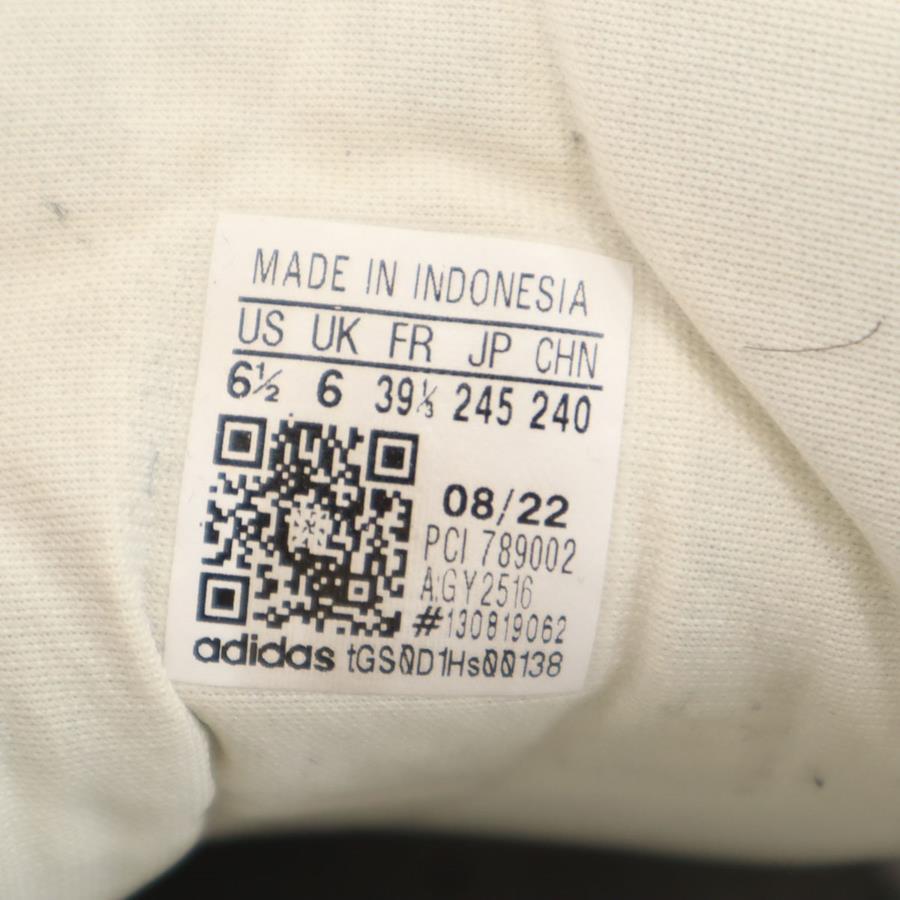 MADE IN INDONESIA
US UK FR JP CHN
6½ 6 39⅓ 245 240
08/22
PCI 789002
A:GY2516
#130819062
adidas tGS0D1Hs00138